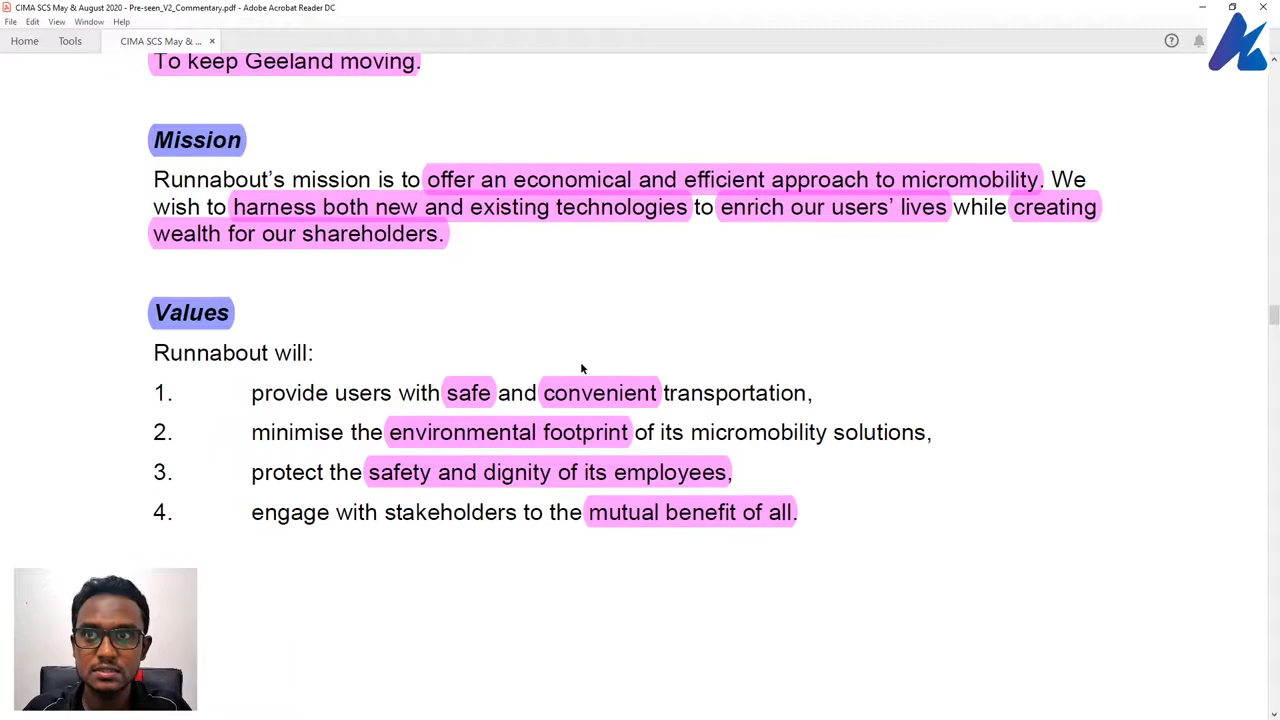 CIMA SCS May & August 2020 - Pre-seen_V2_Commentary.pdf - Adobe Acrobat Reader DC
File Edit View Window Help
Home Tools CIMA SCS May & ... ×
To keep Geeland moving.
Mission
Runnabout's mission is to offer an economical and efficient approach to micromobility. We
wish to harness both new and existing technologies to enrich our users' lives while creating
wealth for our shareholders.
Values
Runnabout will:
1. provide users with safe and convenient transportation,
2. minimise the environmental footprint of its micromobility solutions,
3. protect the safety and dignity of its employees,
4. engage with stakeholders to the mutual benefit of all.